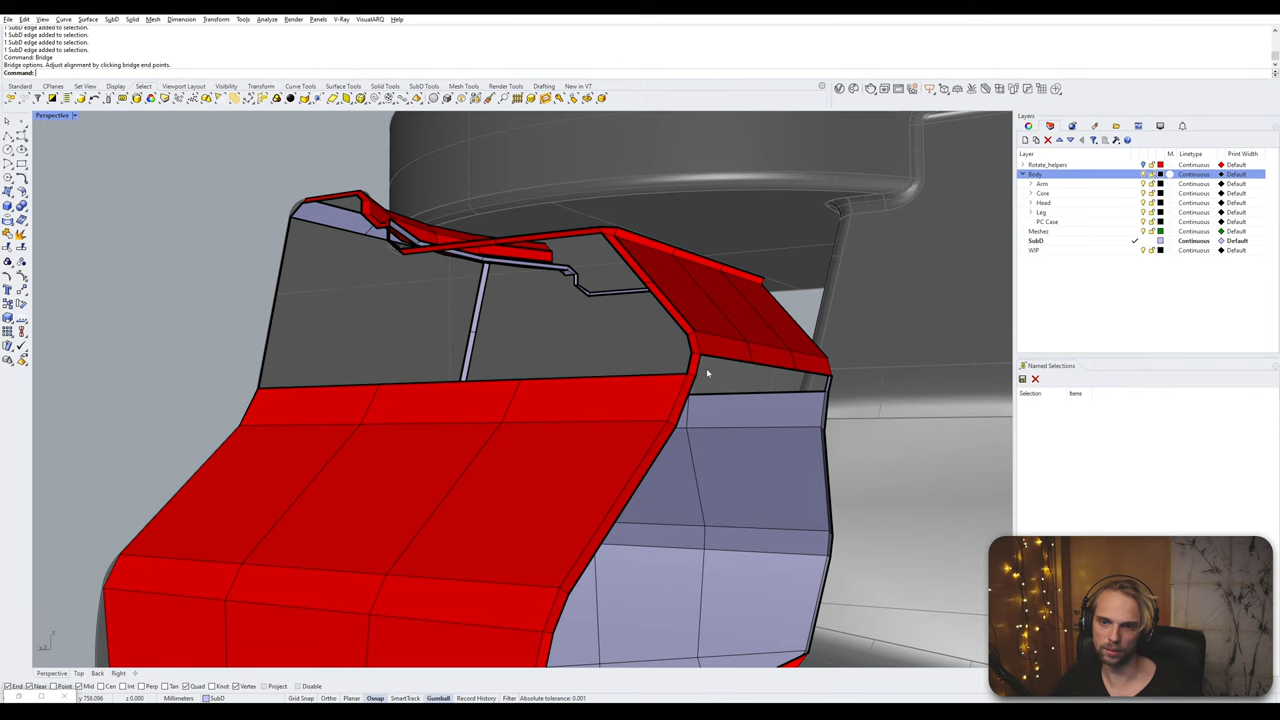 File Edit View Curve Surface SubD Solid Mesh Dimension Transform Tools Analyze Render Panels V-Ray VisualARQ Help
1 SubD edge added to selection.
1 SubD edge added to selection.
1 SubD edge added to selection.
1 SubD edge added to selection.
Command: Bridge
Bridge options. Adjust alignment by clicking bridge end points.
Command:
Standard CPlanes Set View Display Select Viewport Layout Visibility Transform Curve Tools Surface Tools Solid Tools SubD Tools Mesh Tools Render Tools Drafting New in V7
Perspective
Layers
Layer M. Linetype Print Width
Rotate_helpers Continuous Default
Body Continuous Default
Arm Continuous Default
Core Continuous Default
Head Continuous Default
Leg Continuous Default
PC Case Continuous Default
Meshez Continuous Default
SubD Continuous Default
WIP Continuous Default
Named Selections
Selection Items
Perspective Top Back Right
End Near Point Mid Cen Int Perp Tan Quad Knot Vertex Project Disable
y 758.096 z 0.000 Millimeters SubD Grid Snap Ortho Planar Osnap SmartTrack Gumball Record History Filter Absolute tolerance: 0.001